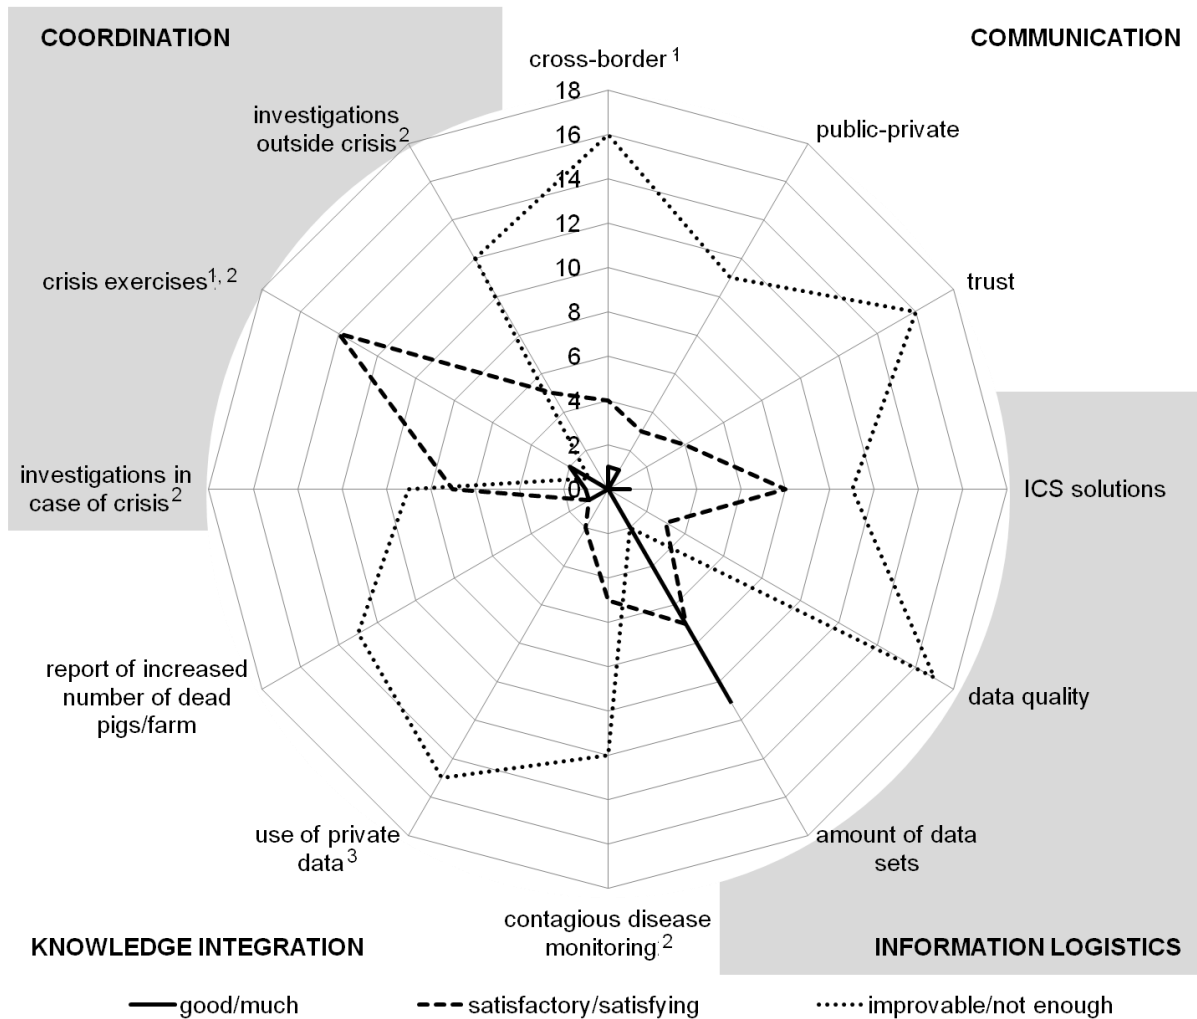 COORDINATION
COMMUNICATION
cross-border 1
18
16
14
12
10
8
6
4
2
0
public-private
trust
ICS solutions
data quality
amount of data
sets
contagious disease
monitoring 2
use of private
data 3
report of increased
number of dead
pigs/farm
investigations in
case of crisis 2
crisis exercises 1, 2
investigations
outside crisis 2
KNOWLEDGE INTEGRATION
INFORMATION LOGISTICS
good/much
satisfactory/satisfying
improvable/not enough